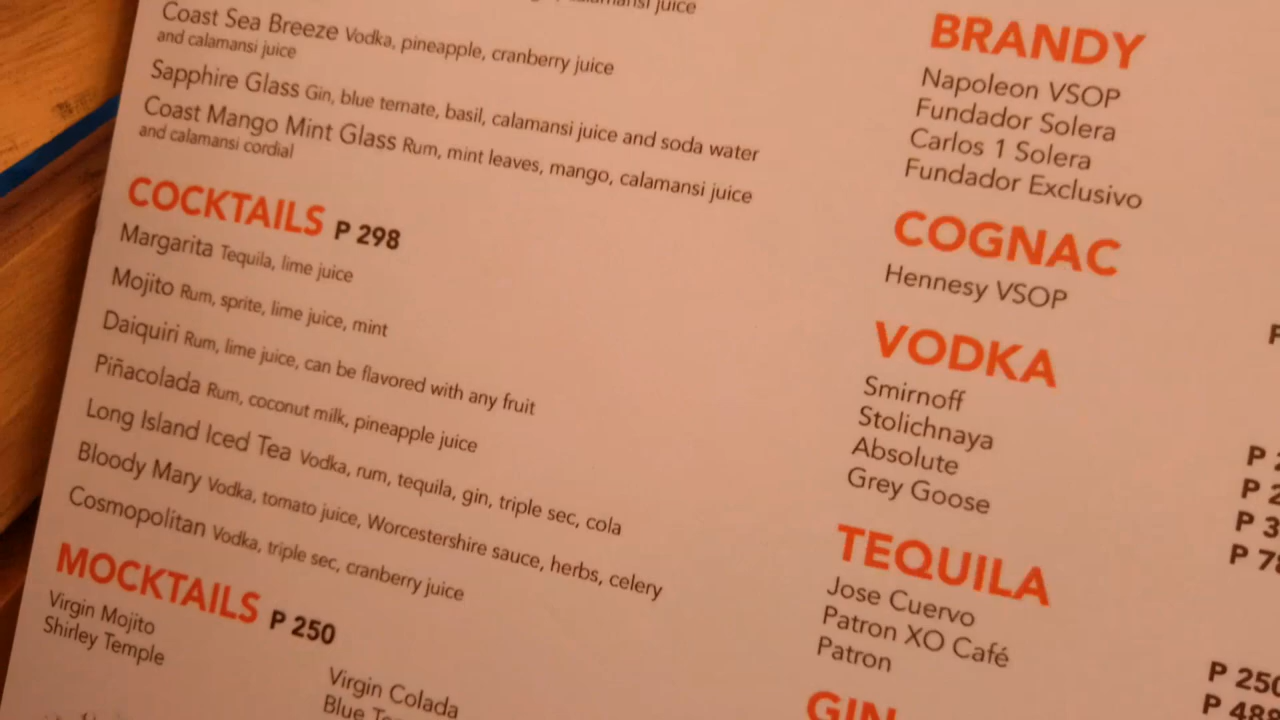 juice
Coast Sea Breeze Vodka, pineapple, cranberry juice
and calamansi juice
Sapphire Glass Gin, blue ternate, basil, calamansi juice and soda water
Coast Mango Mint Glass Rum, mint leaves, mango, calamansi juice
and calamansi cordial
COCKTAILS P 298
Margarita Tequila, lime juice
Mojito Rum, sprite, lime juice, mint
Daiquiri Rum, lime juice, can be flavored with any fruit
Piñacolada Rum, coconut milk, pineapple juice
Long Island Iced Tea Vodka, rum, tequila, gin, triple sec, cola
Bloody Mary Vodka, tomato juice, Worcestershire sauce, herbs, celery
Cosmopolitan Vodka, triple sec, cranberry juice
MOCKTAILS P 250
Virgin Mojito
Shirley Temple
Virgin Colada
Blue
BRANDY
Napoleon VSOP
Fundador Solera
Carlos 1 Solera
Fundador Exclusivo
COGNAC
Hennesy VSOP
VODKA
Smirnoff
Stolichnaya
Absolute
Grey Goose
P
P
P
P
TEQUILA
Jose Cuervo
Patron XO Café
Patron
P 250
P 489
GIN